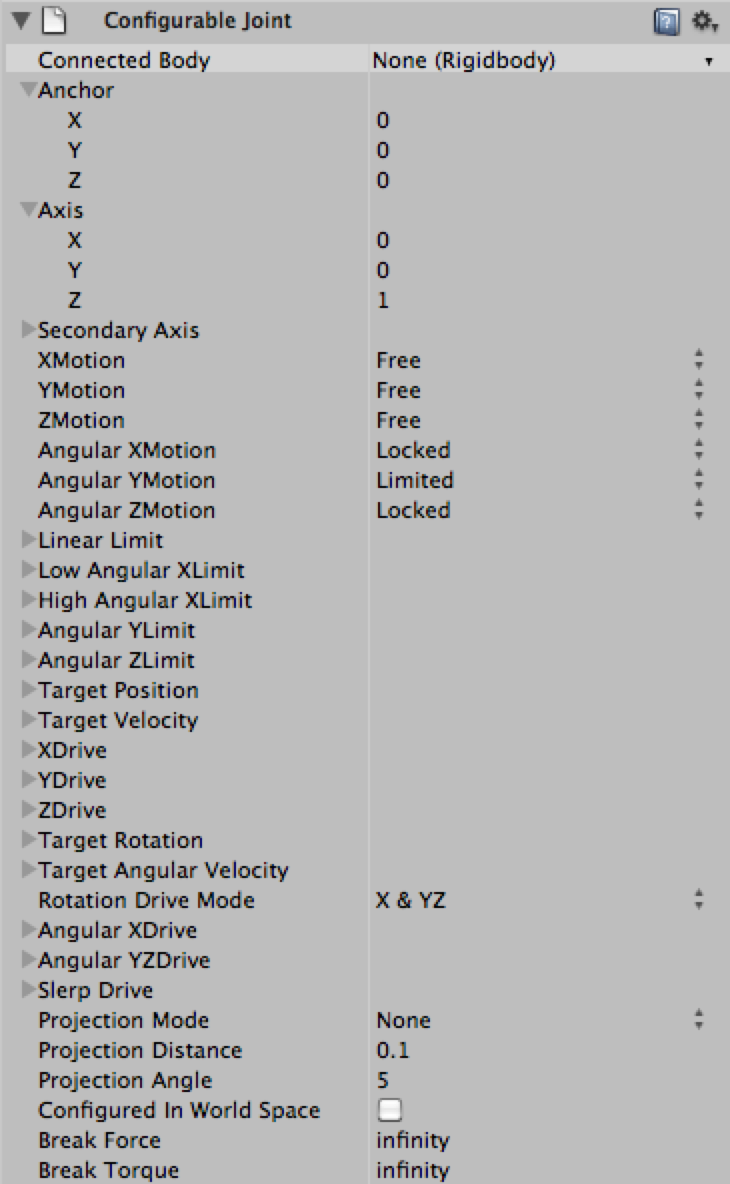 Configurable Joint
Connected Body None (Rigidbody)
Anchor
X 0
Y 0
Z 0
Axis
X 0
Y 0
Z 1
Secondary Axis
XMotion Free
YMotion Free
ZMotion Free
Angular XMotion Locked
Angular YMotion Limited
Angular ZMotion Locked
Linear Limit
Low Angular XLimit
High Angular XLimit
Angular YLimit
Angular ZLimit
Target Position
Target Velocity
XDrive
YDrive
ZDrive
Target Rotation
Target Angular Velocity
Rotation Drive Mode X & YZ
Angular XDrive
Angular YZDrive
Slerp Drive
Projection Mode None
Projection Distance 0.1
Projection Angle 5
Configured In World Space
Break Force infinity
Break Torque infinity